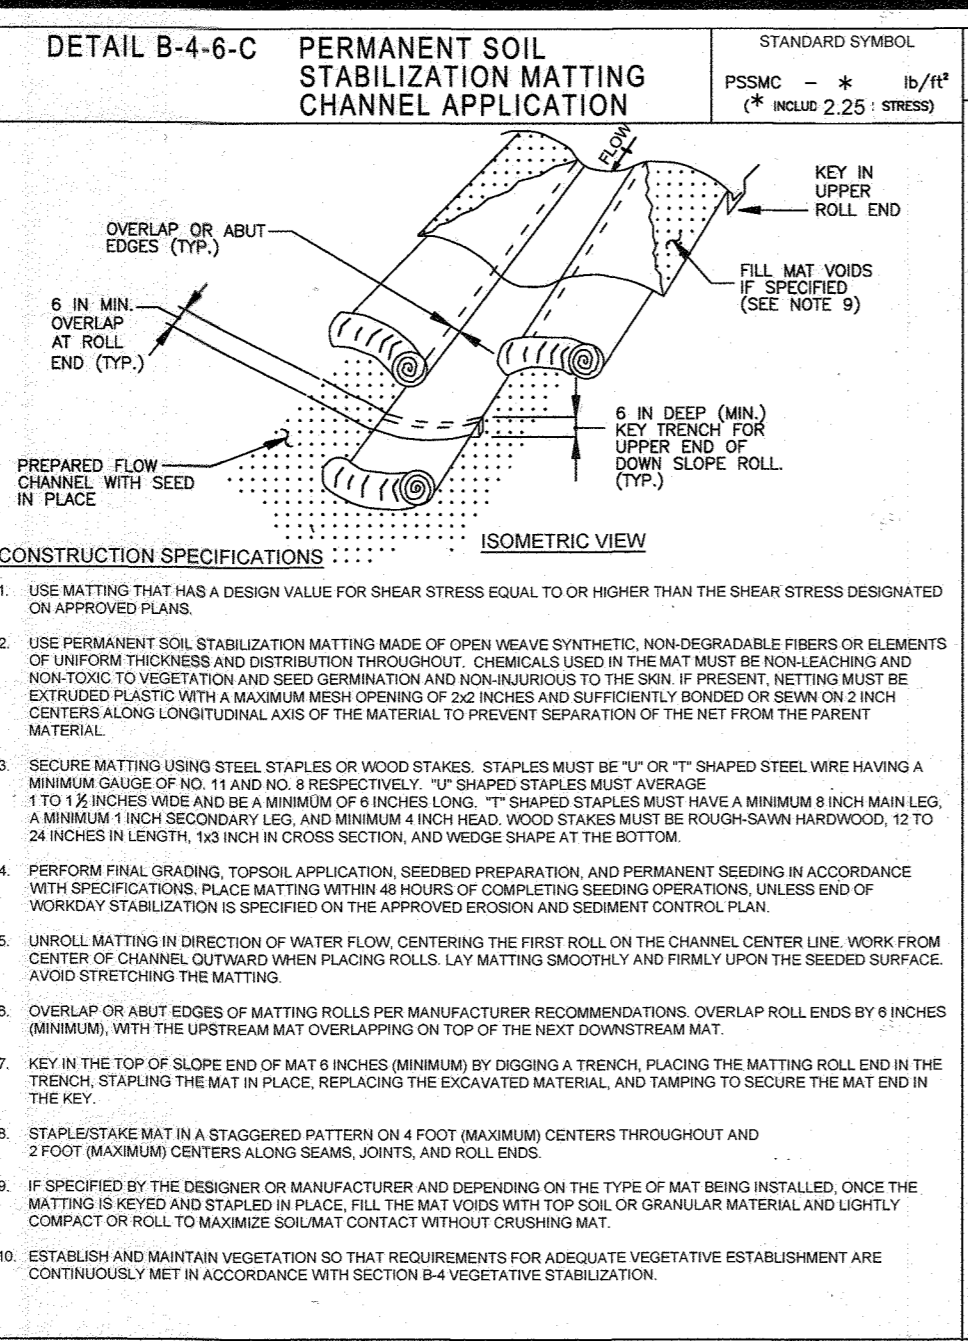 DETAIL B-4-6-C
PERMANENT SOIL
STABILIZATION MATTING
CHANNEL APPLICATION
STANDARD SYMBOL
PSSMC – * lb/ft²
(* INCLUD 2.25 : STRESS)
FLOW
KEY IN
UPPER
ROLL END
OVERLAP OR ABUT
EDGES (TYP.)
FILL MAT VOIDS
IF SPECIFIED
(SEE NOTE 9)
6 IN MIN.
OVERLAP
AT ROLL
END (TYP.)
6 IN DEEP (MIN.)
KEY TRENCH FOR
UPPER END OF
DOWN SLOPE ROLL.
(TYP.)
PREPARED FLOW
CHANNEL WITH SEED
IN PLACE
ISOMETRIC VIEW
CONSTRUCTION SPECIFICATIONS
1. USE MATTING THAT HAS A DESIGN VALUE FOR SHEAR STRESS EQUAL TO OR HIGHER THAN THE SHEAR STRESS DESIGNATED
ON APPROVED PLANS.
2. USE PERMANENT SOIL STABILIZATION MATTING MADE OF OPEN WEAVE SYNTHETIC, NON-DEGRADABLE FIBERS OR ELEMENTS
OF UNIFORM THICKNESS AND DISTRIBUTION THROUGHOUT. CHEMICALS USED IN THE MAT MUST BE NON-LEACHING AND
NON-TOXIC TO VEGETATION AND SEED GERMINATION AND NON-INJURIOUS TO THE SKIN. IF PRESENT, NETTING MUST BE
EXTRUDED PLASTIC WITH A MAXIMUM MESH OPENING OF 2x2 INCHES AND SUFFICIENTLY BONDED OR SEWN ON 2 INCH
CENTERS ALONG LONGITUDINAL AXIS OF THE MATERIAL TO PREVENT SEPARATION OF THE NET FROM THE PARENT
MATERIAL.
3. SECURE MATTING USING STEEL STAPLES OR WOOD STAKES. STAPLES MUST BE "U" OR "T" SHAPED STEEL WIRE HAVING A
MINIMUM GAUGE OF NO. 11 AND NO. 8 RESPECTIVELY. "U" SHAPED STAPLES MUST AVERAGE
1 TO 1 ½ INCHES WIDE AND BE A MINIMUM OF 6 INCHES LONG. "T" SHAPED STAPLES MUST HAVE A MINIMUM 8 INCH MAIN LEG,
A MINIMUM 1 INCH SECONDARY LEG, AND MINIMUM 4 INCH HEAD. WOOD STAKES MUST BE ROUGH-SAWN HARDWOOD, 12 TO
24 INCHES IN LENGTH, 1x3 INCH IN CROSS SECTION, AND WEDGE SHAPE AT THE BOTTOM.
4. PERFORM FINAL GRADING, TOPSOIL APPLICATION, SEEDBED PREPARATION, AND PERMANENT SEEDING IN ACCORDANCE
WITH SPECIFICATIONS. PLACE MATTING WITHIN 48 HOURS OF COMPLETING SEEDING OPERATIONS, UNLESS END OF
WORKDAY STABILIZATION IS SPECIFIED ON THE APPROVED EROSION AND SEDIMENT CONTROL PLAN.
5. UNROLL MATTING IN DIRECTION OF WATER FLOW, CENTERING THE FIRST ROLL ON THE CHANNEL CENTER LINE. WORK FROM
CENTER OF CHANNEL OUTWARD WHEN PLACING ROLLS. LAY MATTING SMOOTHLY AND FIRMLY UPON THE SEEDED SURFACE.
AVOID STRETCHING THE MATTING.
6. OVERLAP OR ABUT EDGES OF MATTING ROLLS PER MANUFACTURER RECOMMENDATIONS. OVERLAP ROLL ENDS BY 6 INCHES
(MINIMUM), WITH THE UPSTREAM MAT OVERLAPPING ON TOP OF THE NEXT DOWNSTREAM MAT.
7. KEY IN THE TOP OF SLOPE END OF MAT 6 INCHES (MINIMUM) BY DIGGING A TRENCH, PLACING THE MATTING ROLL END IN THE
TRENCH, STAPLING THE MAT IN PLACE, REPLACING THE EXCAVATED MATERIAL, AND TAMPING TO SECURE THE MAT END IN
THE KEY.
8. STAPLE/STAKE MAT IN A STAGGERED PATTERN ON 4 FOOT (MAXIMUM) CENTERS THROUGHOUT AND
2 FOOT (MAXIMUM) CENTERS ALONG SEAMS, JOINTS, AND ROLL ENDS.
9. IF SPECIFIED BY THE DESIGNER OR MANUFACTURER AND DEPENDING ON THE TYPE OF MAT BEING INSTALLED, ONCE THE
MATTING IS KEYED AND STAPLED IN PLACE, FILL THE MAT VOIDS WITH TOP SOIL OR GRANULAR MATERIAL AND LIGHTLY
COMPACT OR ROLL TO MAXIMIZE SOIL/MAT CONTACT WITHOUT CRUSHING MAT.
10. ESTABLISH AND MAINTAIN VEGETATION SO THAT REQUIREMENTS FOR ADEQUATE VEGETATIVE ESTABLISHMENT ARE
CONTINUOUSLY MET IN ACCORDANCE WITH SECTION B-4 VEGETATIVE STABILIZATION.